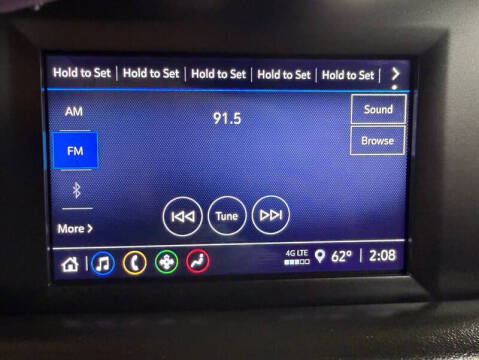 Hold to Set | Hold to Set | Hold to Set | Hold to Set | Hold to Set |
AM
91.5
Sound
FM
Browse
More
Tune
4G LTE
62° 2:08